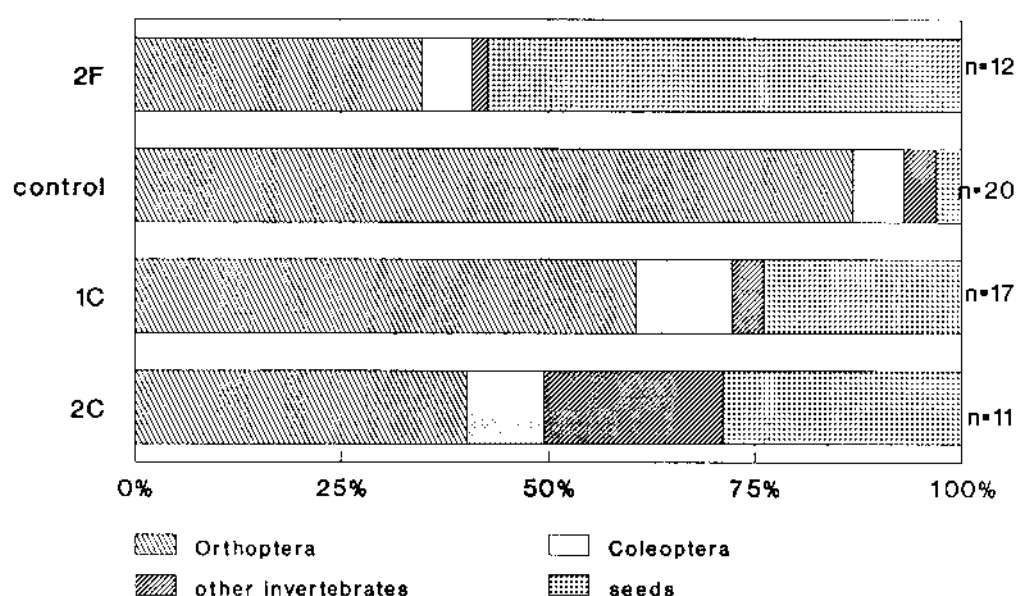 2F
n=12
control
n=20
1C
n=17
2C
n=11
0% 25% 50% 75% 100%
Orthoptera Coleoptera
other invertebrates seeds